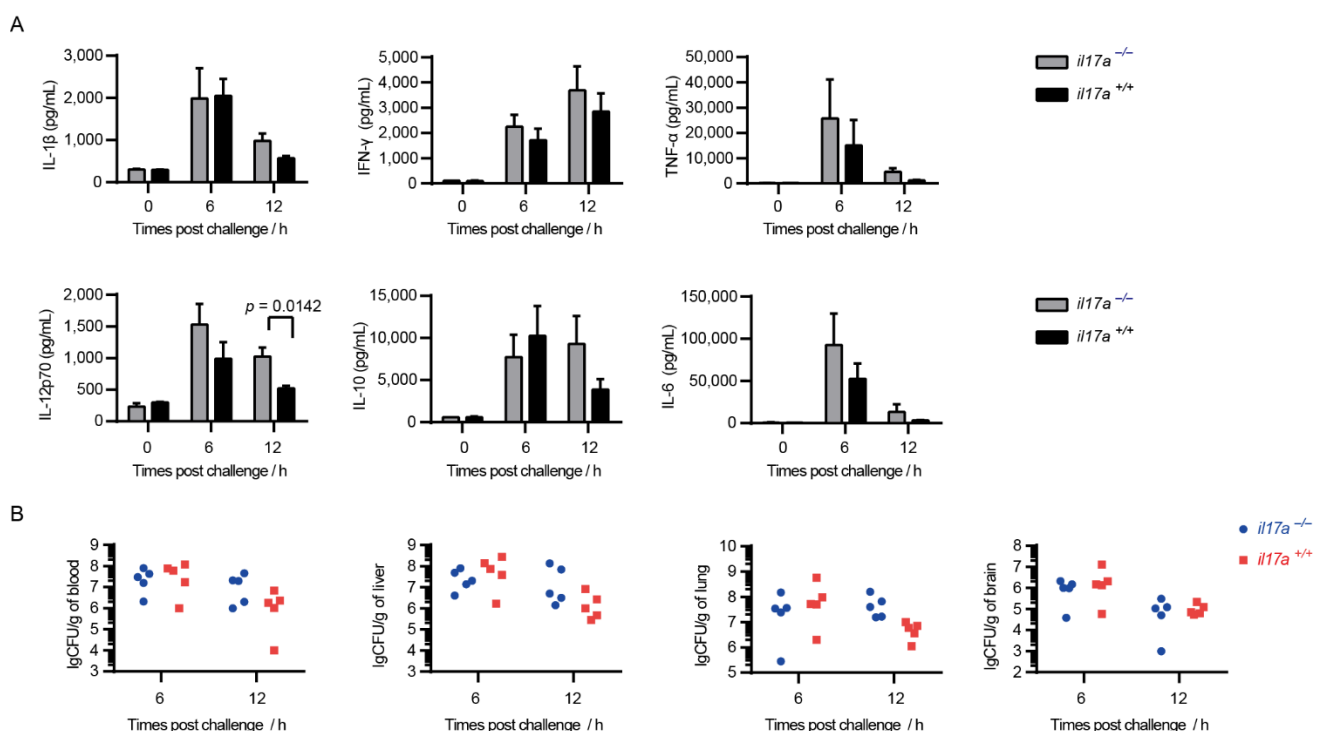 A
IL-1β (pg/mL)
3,000
2,000
1,000
0
0 6 12
Times post challenge / h
IFN-γ (pg/mL)
5,000
4,000
3,000
2,000
1,000
0
0 6 12
Times post challenge / h
TNF-α (pg/mL)
50,000
40,000
30,000
20,000
10,000
0
0 6 12
Times post challenge / h
il17a −/−
il17a +/+
IL-12p70 (pg/mL)
2,000
1,500
1,000
500
0
p = 0.0142
0 6 12
Times post challenge / h
IL-10 (pg/mL)
15,000
10,000
5,000
0
0 6 12
Times post challenge / h
IL-6 (pg/mL)
150,000
100,000
50,000
0
0 6 12
Times post challenge / h
il17a −/−
il17a +/+
B
lgCFU/g of blood
9
8
7
6
5
4
3
6 12
Times post challenge / h
lgCFU/g of liver
9
8
7
6
5
4
3
6 12
Times post challenge / h
lgCFU/g of lung
10
9
8
7
6
5
6 12
Times post challenge / h
lgCFU/g of brain
8
7
6
5
4
3
2
6 12
Times post challenge / h
il17a −/−
il17a +/+